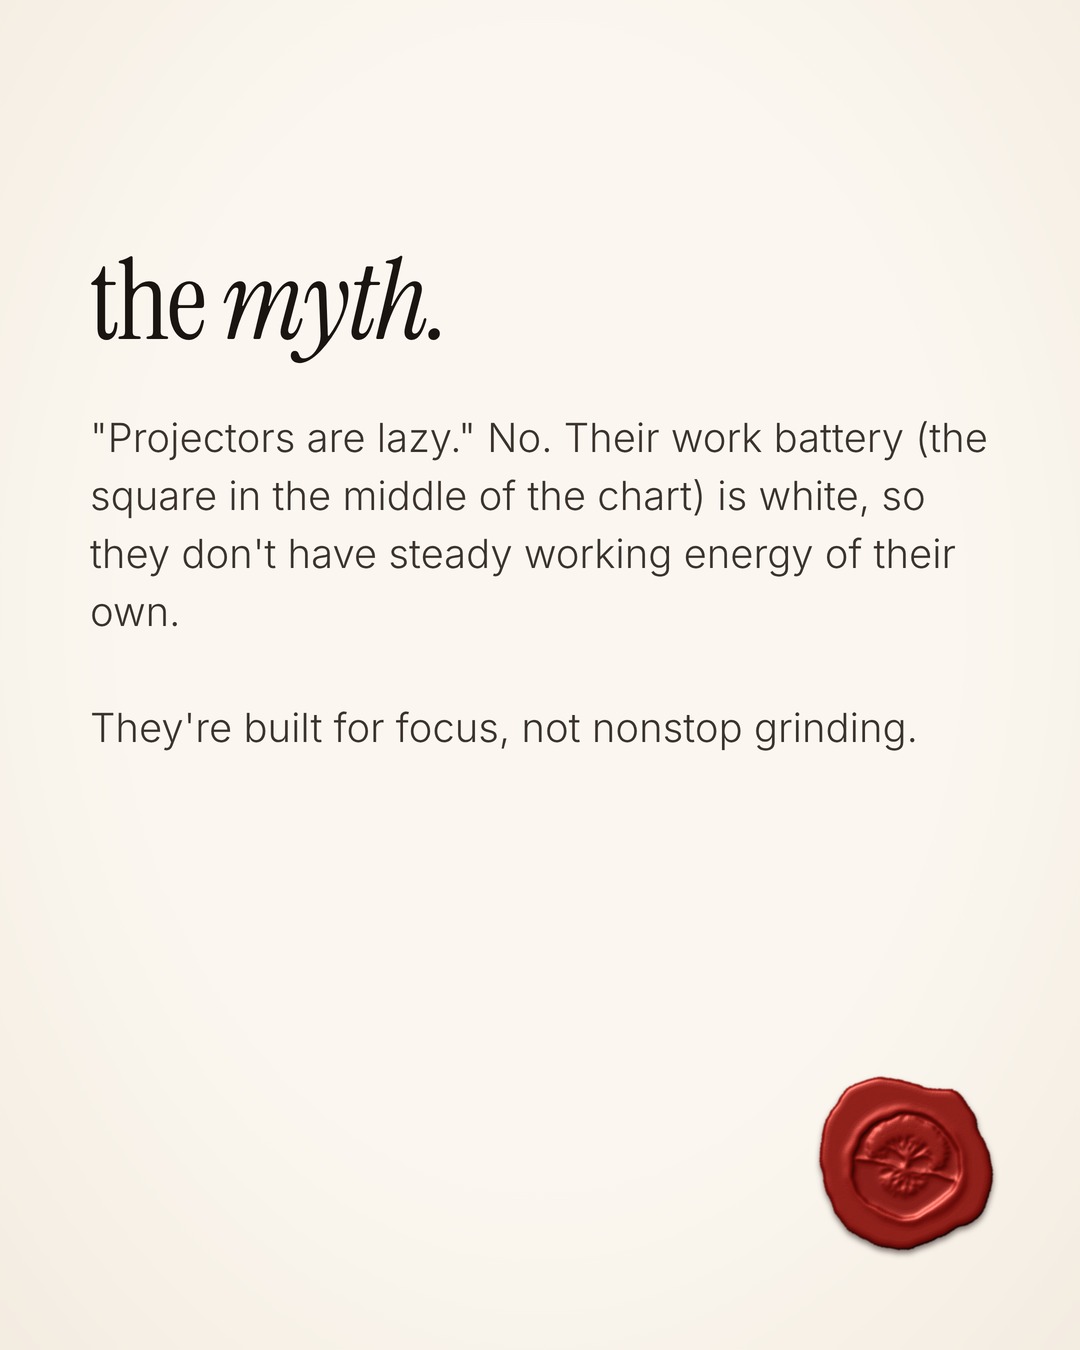 the myth.
"Projectors are lazy." No. Their work battery (the
square in the middle of the chart) is white, so
they don't have steady working energy of their
own.
They're built for focus, not nonstop grinding.